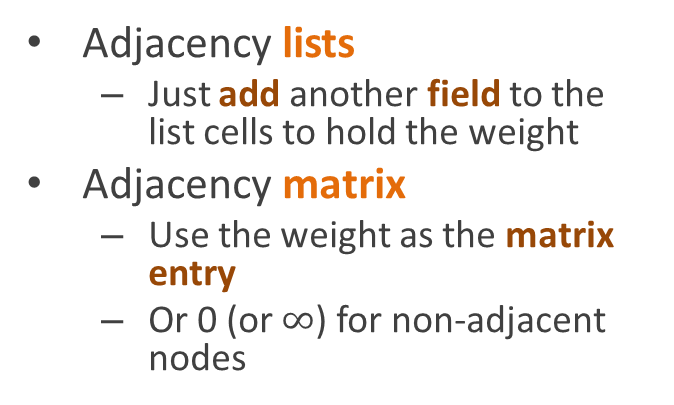 • Adjacency lists
– Just add another field to the
list cells to hold the weight
• Adjacency matrix
– Use the weight as the matrix
entry
– Or 0 (or ∞) for non-adjacent
nodes